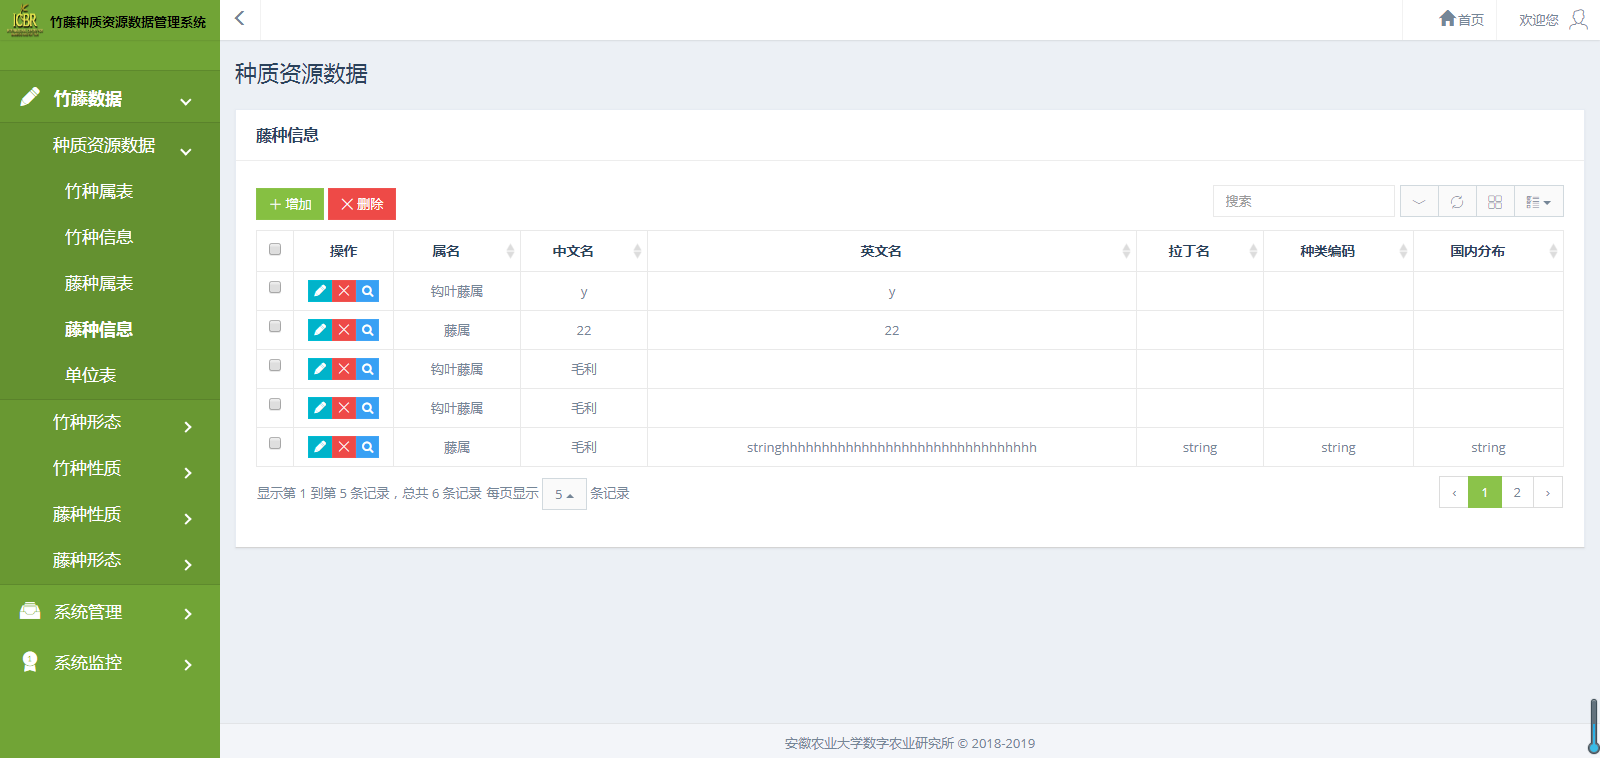 ICBR 竹藤种质资源数据管理系统
首页
欢迎您
竹藤数据
种质资源数据
竹种属表
竹种信息
藤种属表
藤种信息
单位表
竹种形态
竹种性质
藤种性质
藤种形态
系统管理
系统监控
种质资源数据
藤种信息
增加 删除
搜索
操作 属名 中文名 英文名 拉丁名 种类编码 国内分布
钩叶藤属 y y
藤属 22 22
钩叶藤属 毛利
钩叶藤属 毛利
藤属 毛利 stringhhhhhhhhhhhhhhhhhhhhhhhhhhhhhhhh string string string
显示第 1 到第 5 条记录，总共 6 条记录 每页显示 5 条记录
‹ 1 2 ›
安徽农业大学数字农业研究所 © 2018-2019